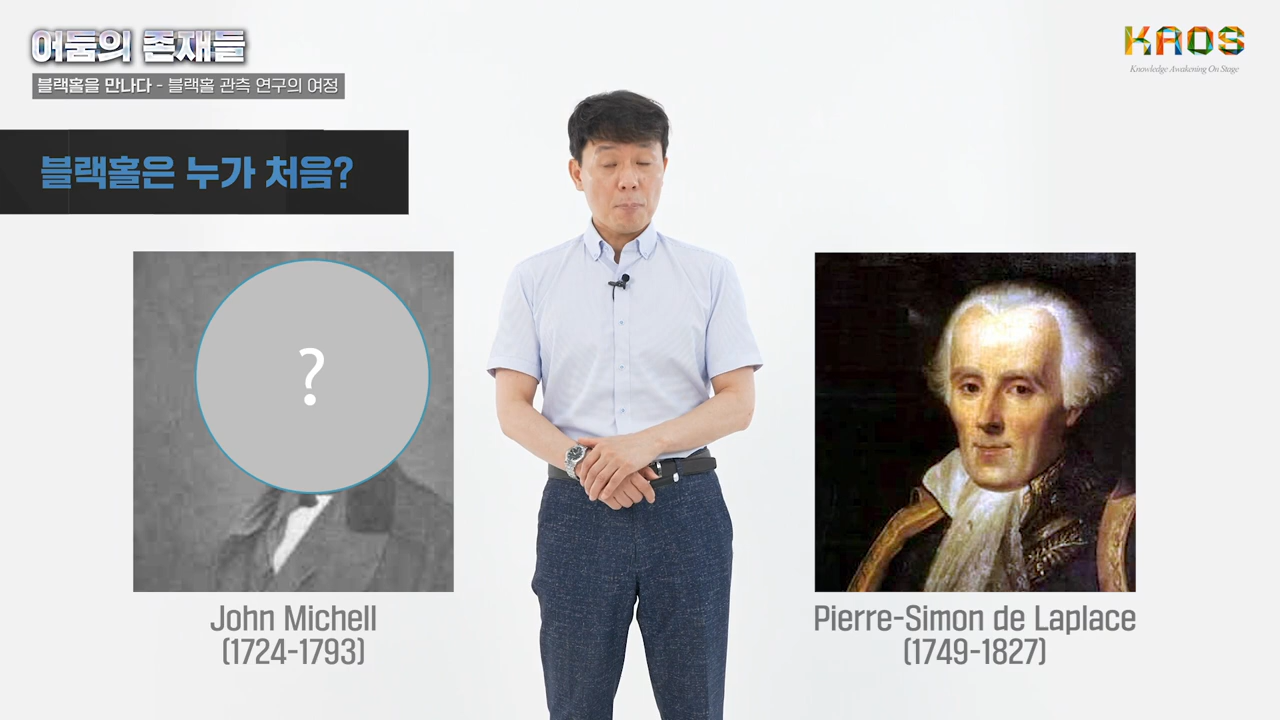 어둠의 존재들
블랙홀을 만나다 - 블랙홀 관측 연구의 여정
KAOS
Knowledge Awakening On Stage
블랙홀은 누가 처음?
?
John Michell
(1724-1793)
Pierre-Simon de Laplace
(1749-1827)